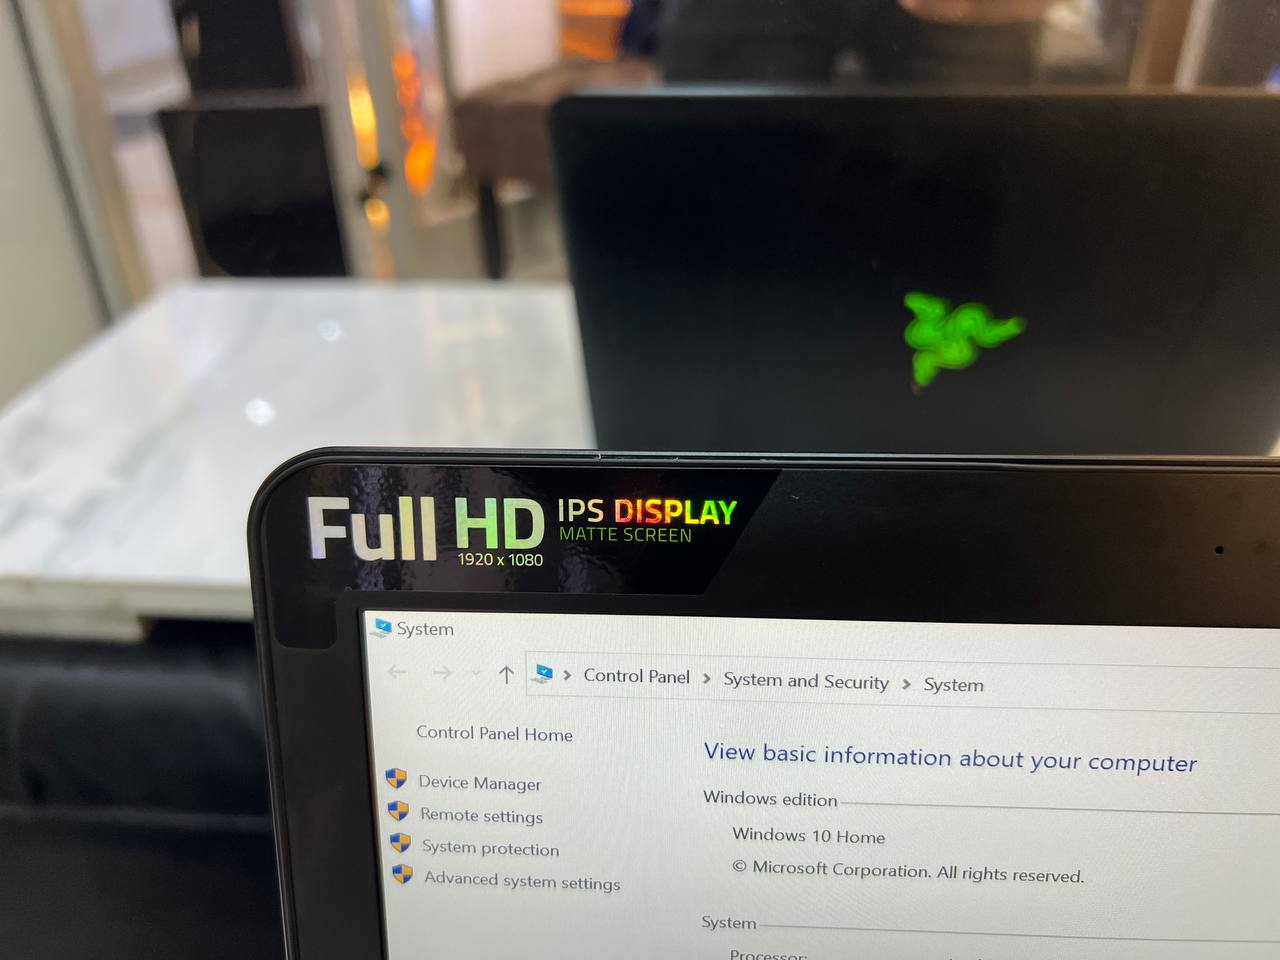 Full HD IPS DISPLAY
MATTE SCREEN
1920 x 1080
System
Control Panel > System and Security > System
Control Panel Home
Device Manager
Remote settings
System protection
Advanced system settings
View basic information about your computer
Windows edition
Windows 10 Home
© Microsoft Corporation. All rights reserved.
System
Processor: